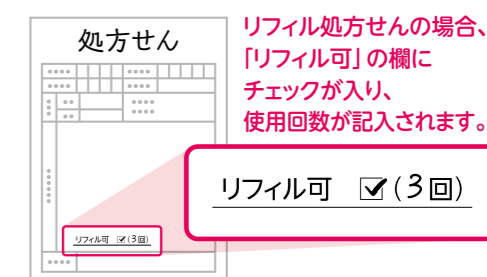 処方せん
リフィル処方せんの場合、
「リフィル可」の欄に
チェックが入り、
使用回数が記入されます。
リフィル可 ☑(3回)
リフィル可 ☑(3回)